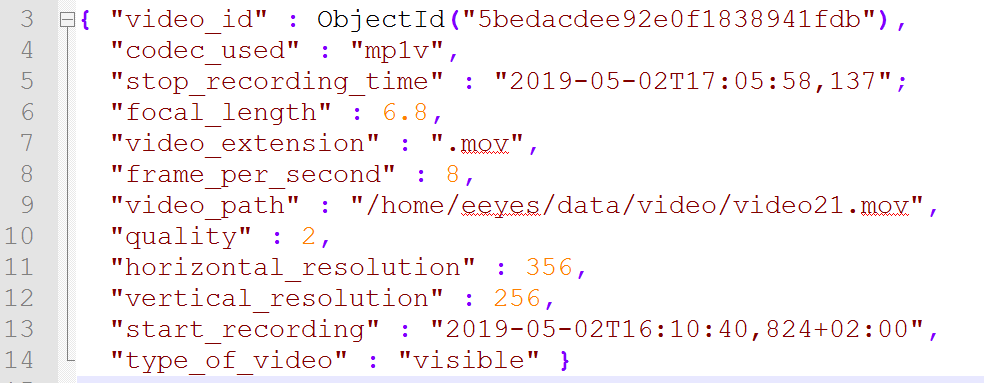 3 { "video_id" : ObjectId("5bedacdee92e0f1838941fdb"),
4 "codec_used" : "mp1v",
5 "stop_recording_time" : "2019-05-02T17:05:58,137";
6 "focal_length" : 6.8,
7 "video_extension" : ".mov",
8 "frame_per_second" : 8,
9 "video_path" : "/home/eeyes/data/video/video21.mov",
10 "quality" : 2,
11 "horizontal_resolution" : 356,
12 "vertical_resolution" : 256,
13 "start_recording" : "2019-05-02T16:10:40,824+02:00",
14 "type_of_video" : "visible" }